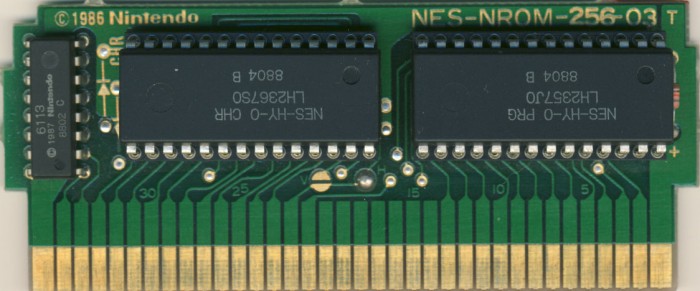 © 1986 Nintendo
NES-NROM-256-03 T
CHR
6113
© 1987 Nintendo
8802 C
NES-HY-0 CHR
LH2367S0
8804 B
NES-HY-0 PRG
LH2357J0
8804 B
+
30
25
V
H
15
10
5